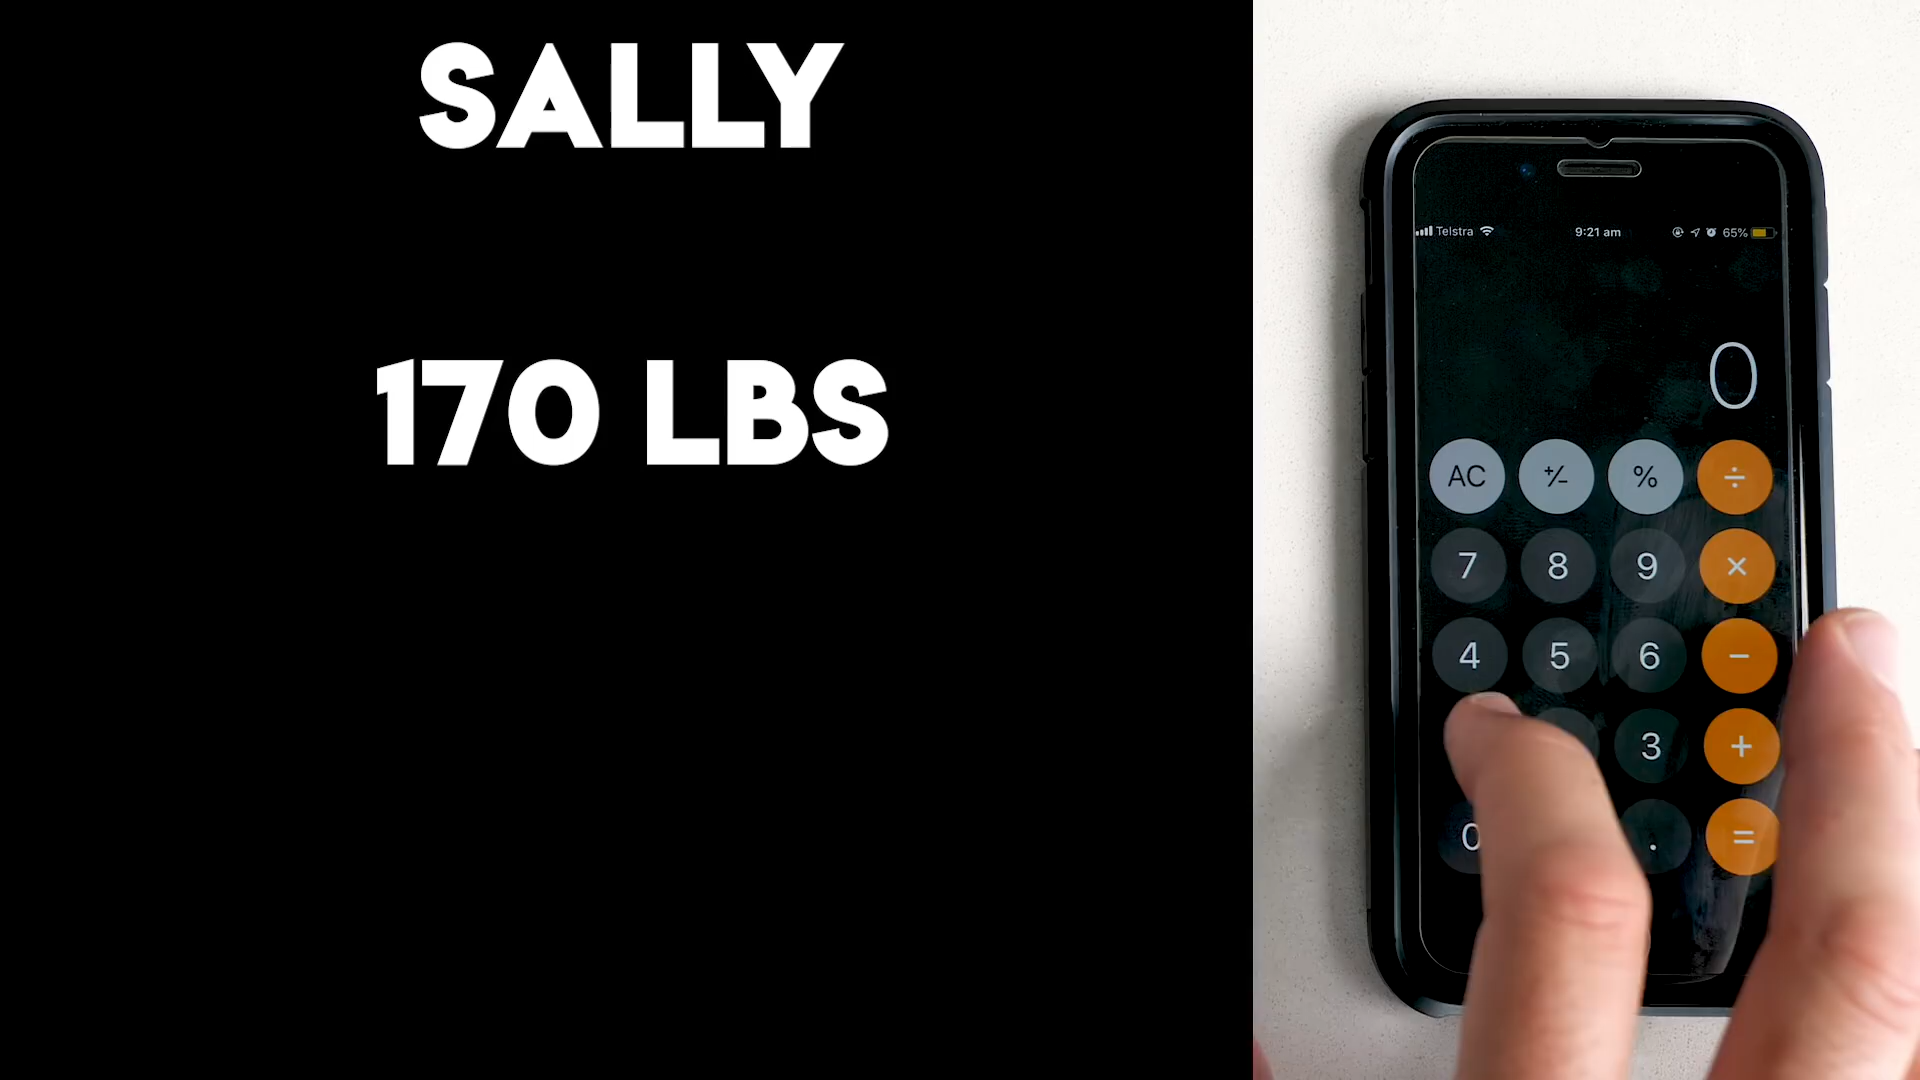 SALLY
170 LBS
Telstra 9:21 am 65%
0
AC +/- % ÷
7 8 9 ×
4 5 6 −
3 +
0 . =